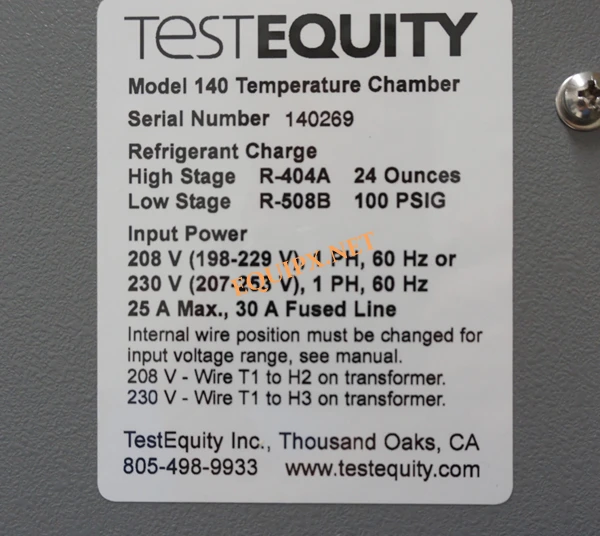 TESTEQUITY
Model 140 Temperature Chamber
Serial Number 140269
Refrigerant Charge
High Stage R-404A 24 Ounces
Low Stage R-508B 100 PSIG
Input Power
208 V (198-229 V), 1 PH, 60 Hz or
230 V (207-253 V), 1 PH, 60 Hz
25 A Max., 30 A Fused Line
Internal wire position must be changed for
input voltage range, see manual.
208 V - Wire T1 to H2 on transformer.
230 V - Wire T1 to H3 on transformer.
TestEquity Inc., Thousand Oaks, CA
805-498-9933 www.testequity.com
EQUIPX.NET